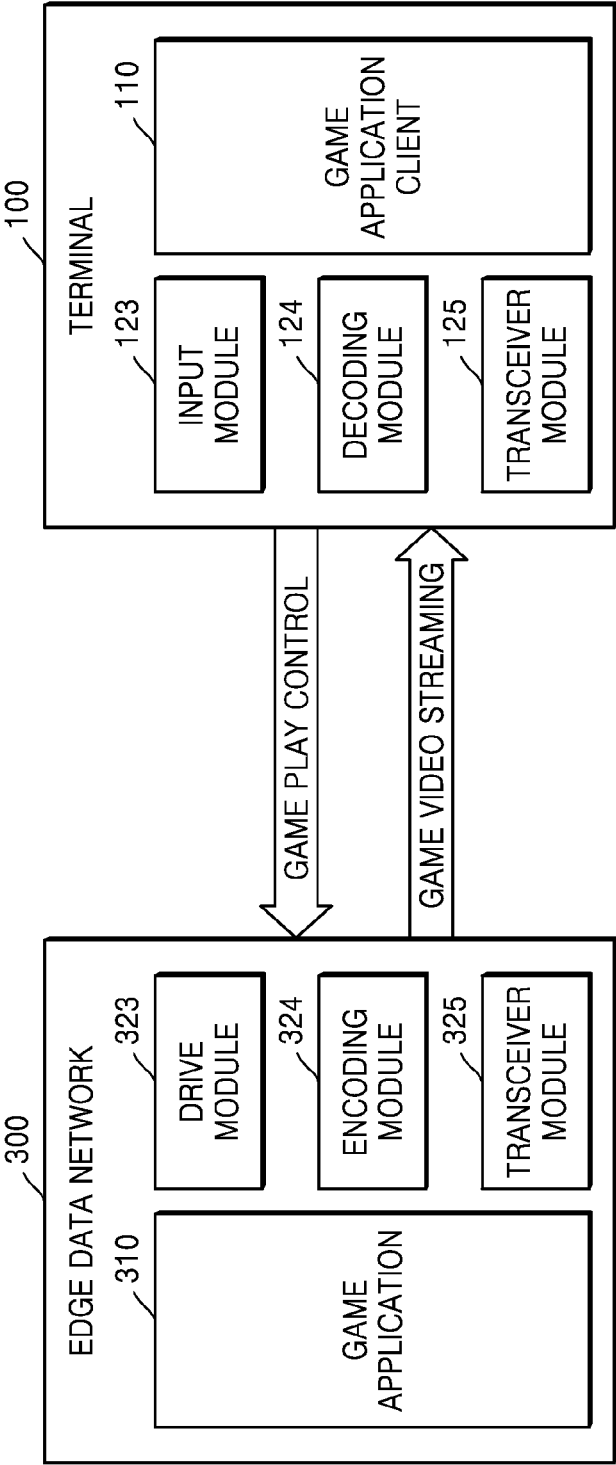 300
EDGE DATA NETWORK
310
GAME
APPLICATION
323
DRIVE
MODULE
324
ENCODING
MODULE
325
TRANSCEIVER
MODULE
GAME PLAY CONTROL
GAME VIDEO STREAMING
100
TERMINAL
123
INPUT
MODULE
124
DECODING
MODULE
125
TRANSCEIVER
MODULE
110
GAME
APPLICATION
CLIENT